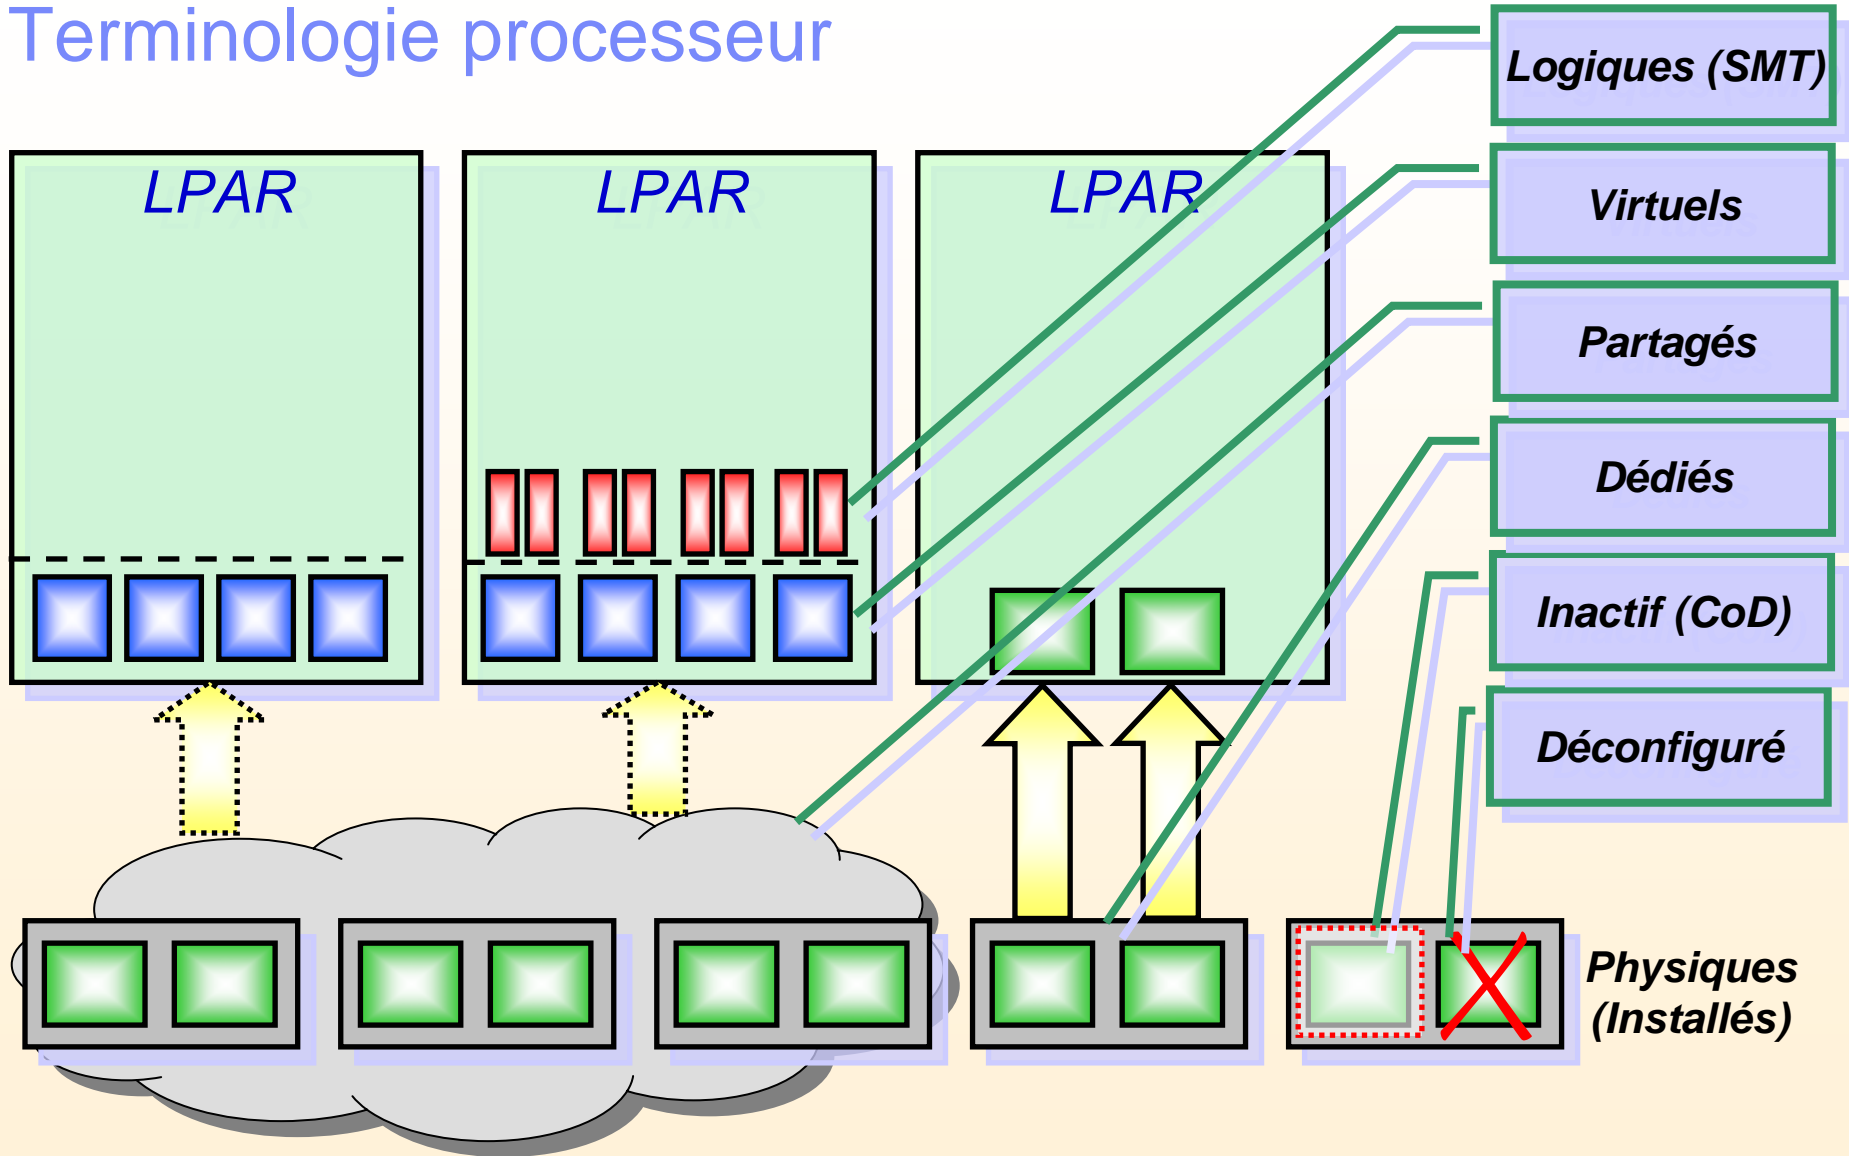 Terminologie processeur
LPAR
LPAR
LPAR
Logiques (SMT)
Virtuels
Partagés
Dédiés
Inactif (CoD)
Déconfiguré
Physiques
(Installés)